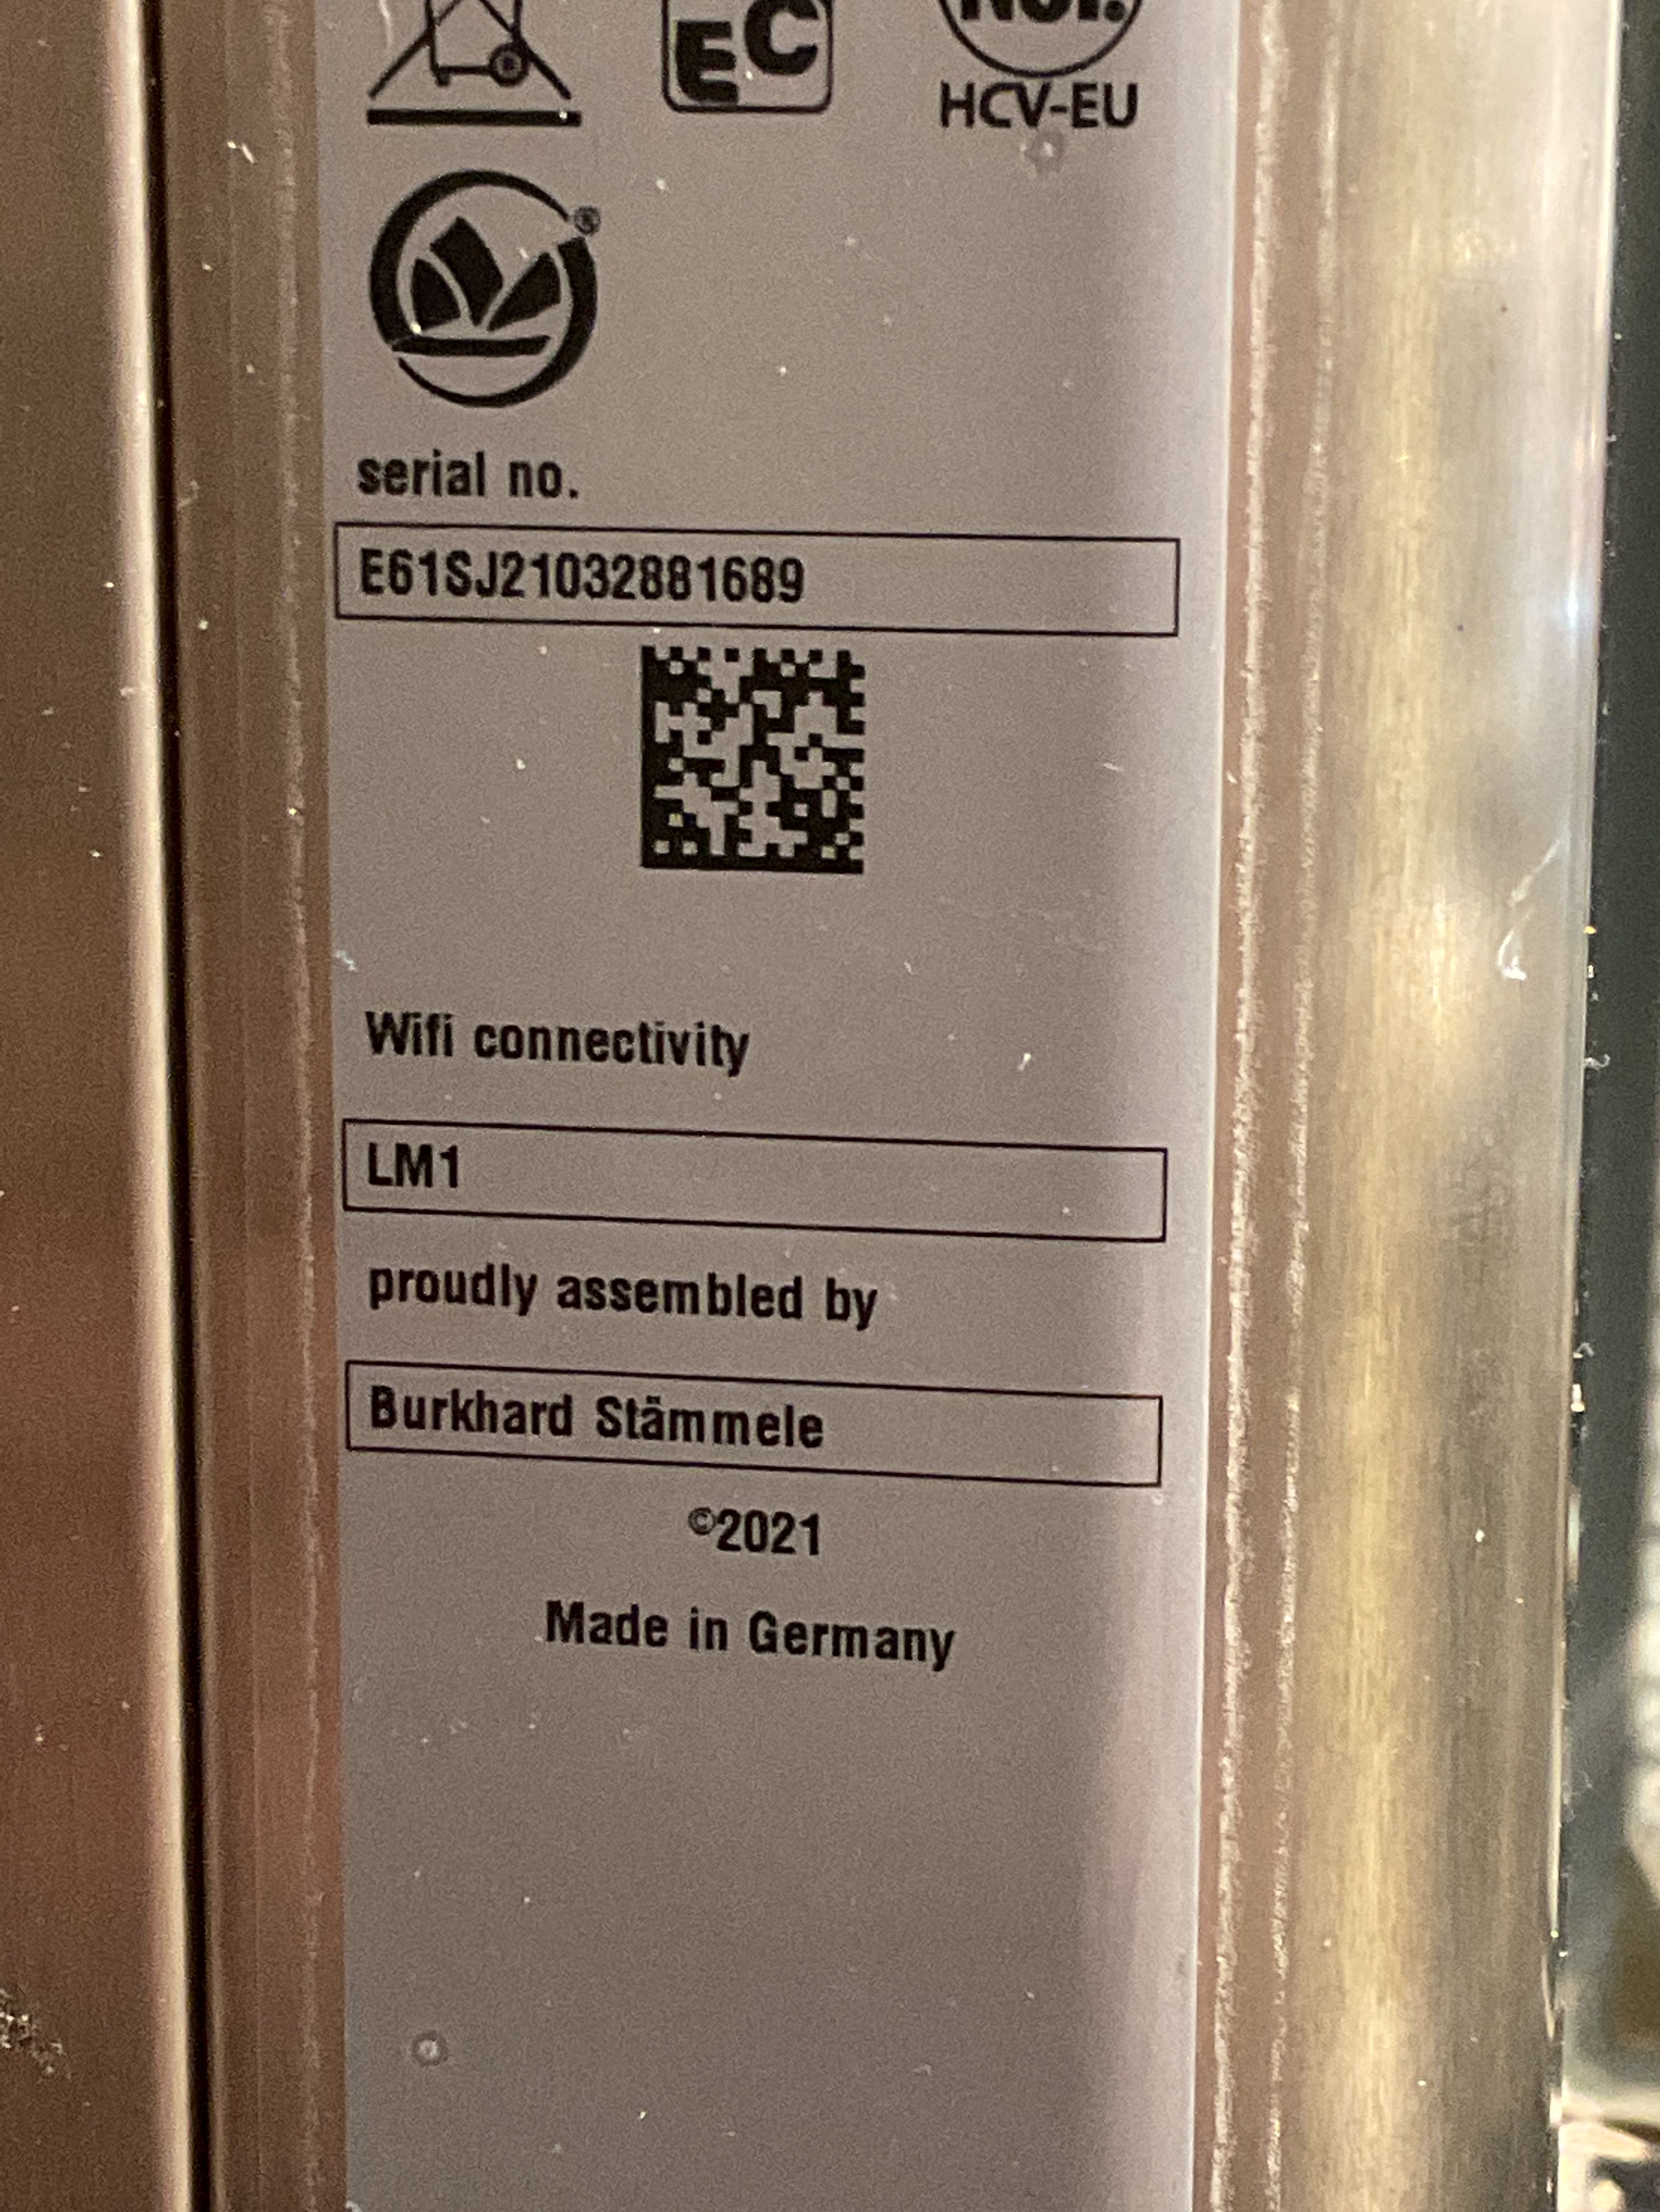 EC
HCV-EU
®
serial no.
E61SJ21032881689
Wifi connectivity
LM1
proudly assembled by
Burkhard Stämmele
©2021
Made in Germany